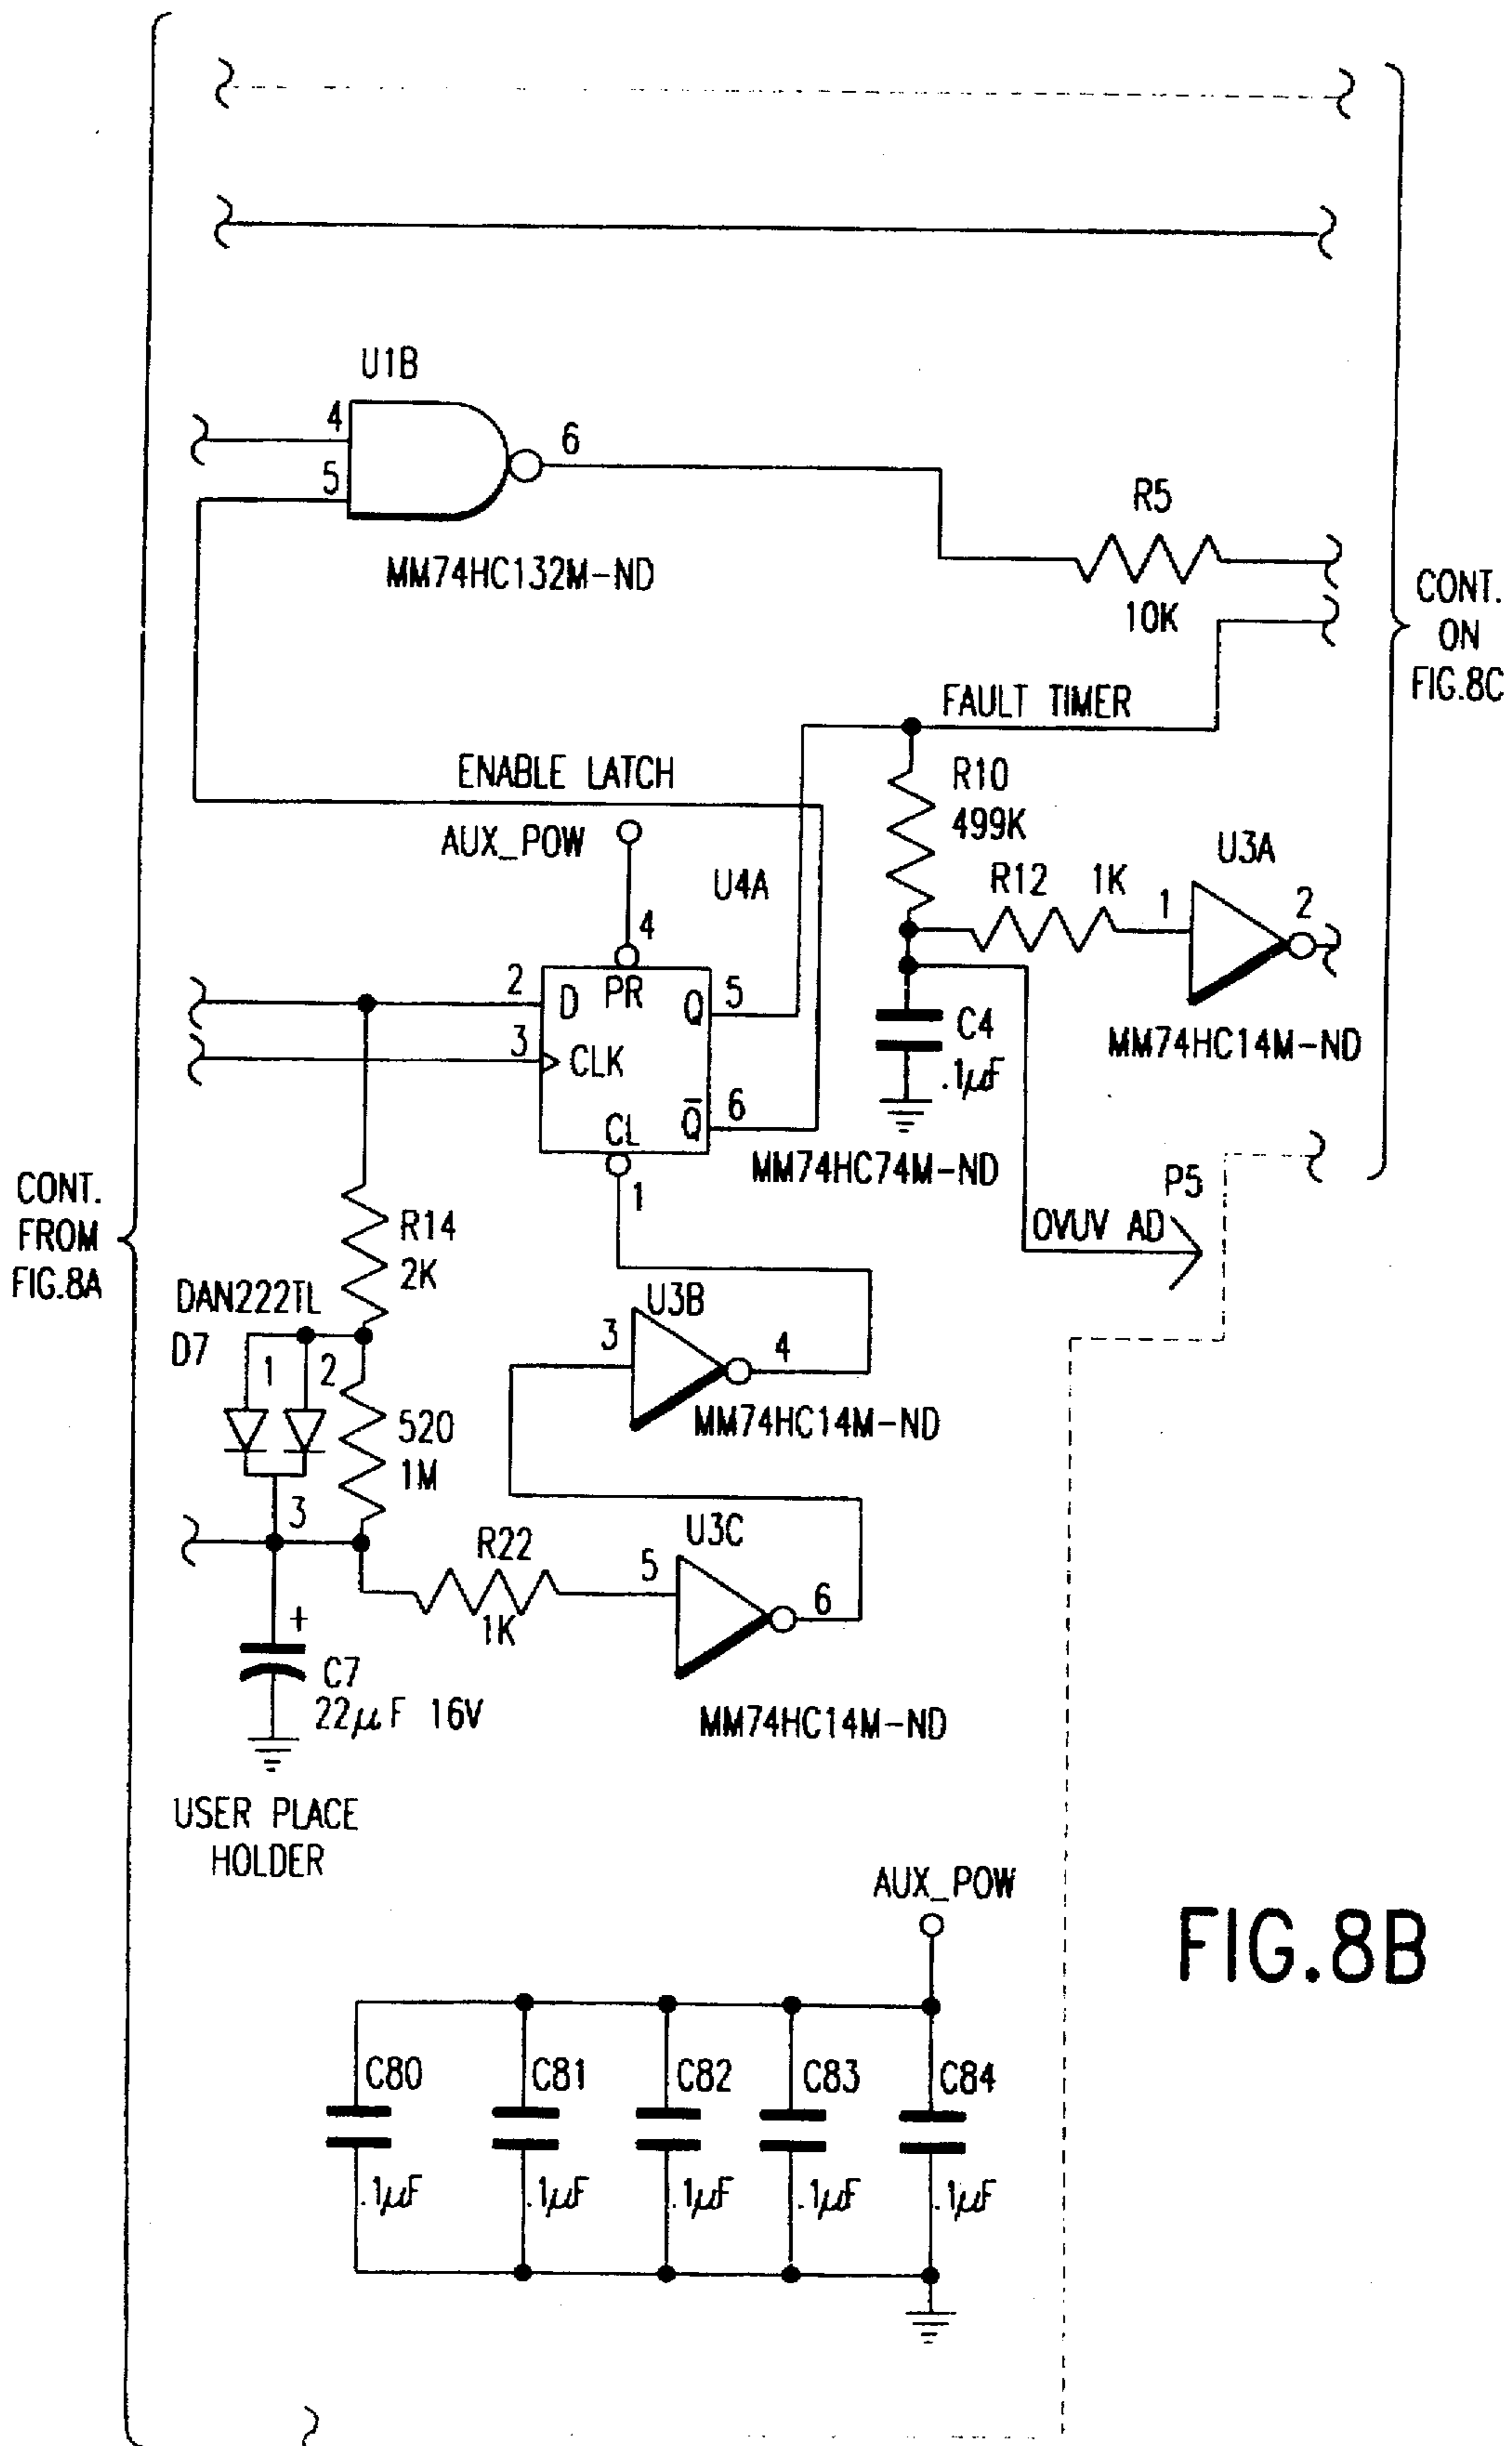 U1B
4
5
6
MM74HC132M-ND
R5
10K
CONT.
ON
FIG.8C
FAULT TIMER
ENABLE LATCH
AUX_POW
U4A
R10
499K
R12 1K
U3A
1
2
MM74HC14M-ND
4
2
D
PR
Q
5
3
CLK
CL
Q̅
6
1
MM74HC74M-ND
C4
.1µF
P5
OVUV AD
CONT.
FROM
FIG.8A
R14
2K
DAN222TL
D7
1
2
3
520
1M
U3B
3
4
MM74HC14M-ND
R22
1K
U3C
5
6
MM74HC14M-ND
+
C7
22µF 16V
USER PLACE
HOLDER
AUX_POW
C80
C81
C82
C83
C84
.1µF
.1µF
.1µF
.1µF
.1µF
FIG.8B